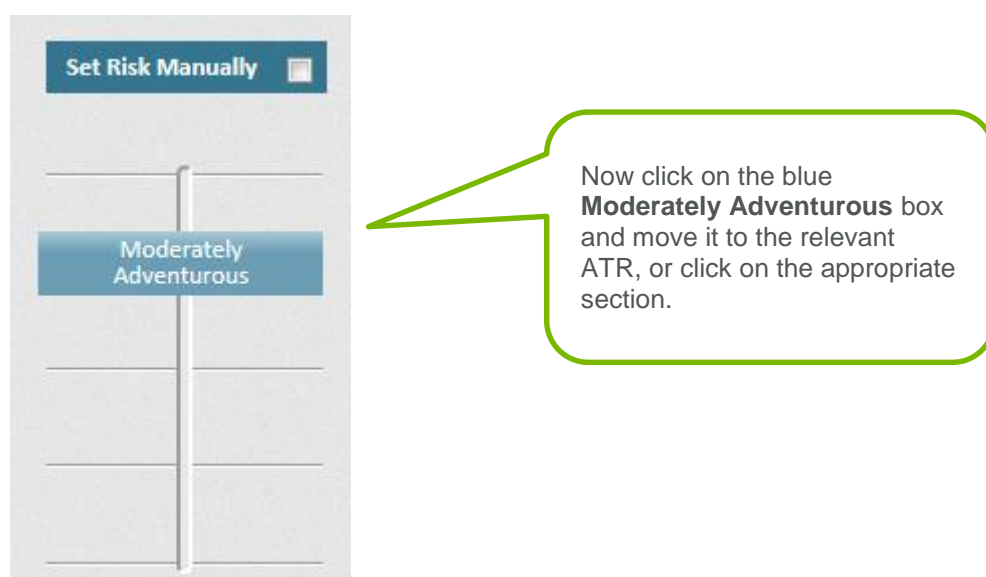 Set Risk Manually
Moderately
Adventurous
Now click on the blue
Moderately Adventurous box
and move it to the relevant
ATR, or click on the appropriate
section.